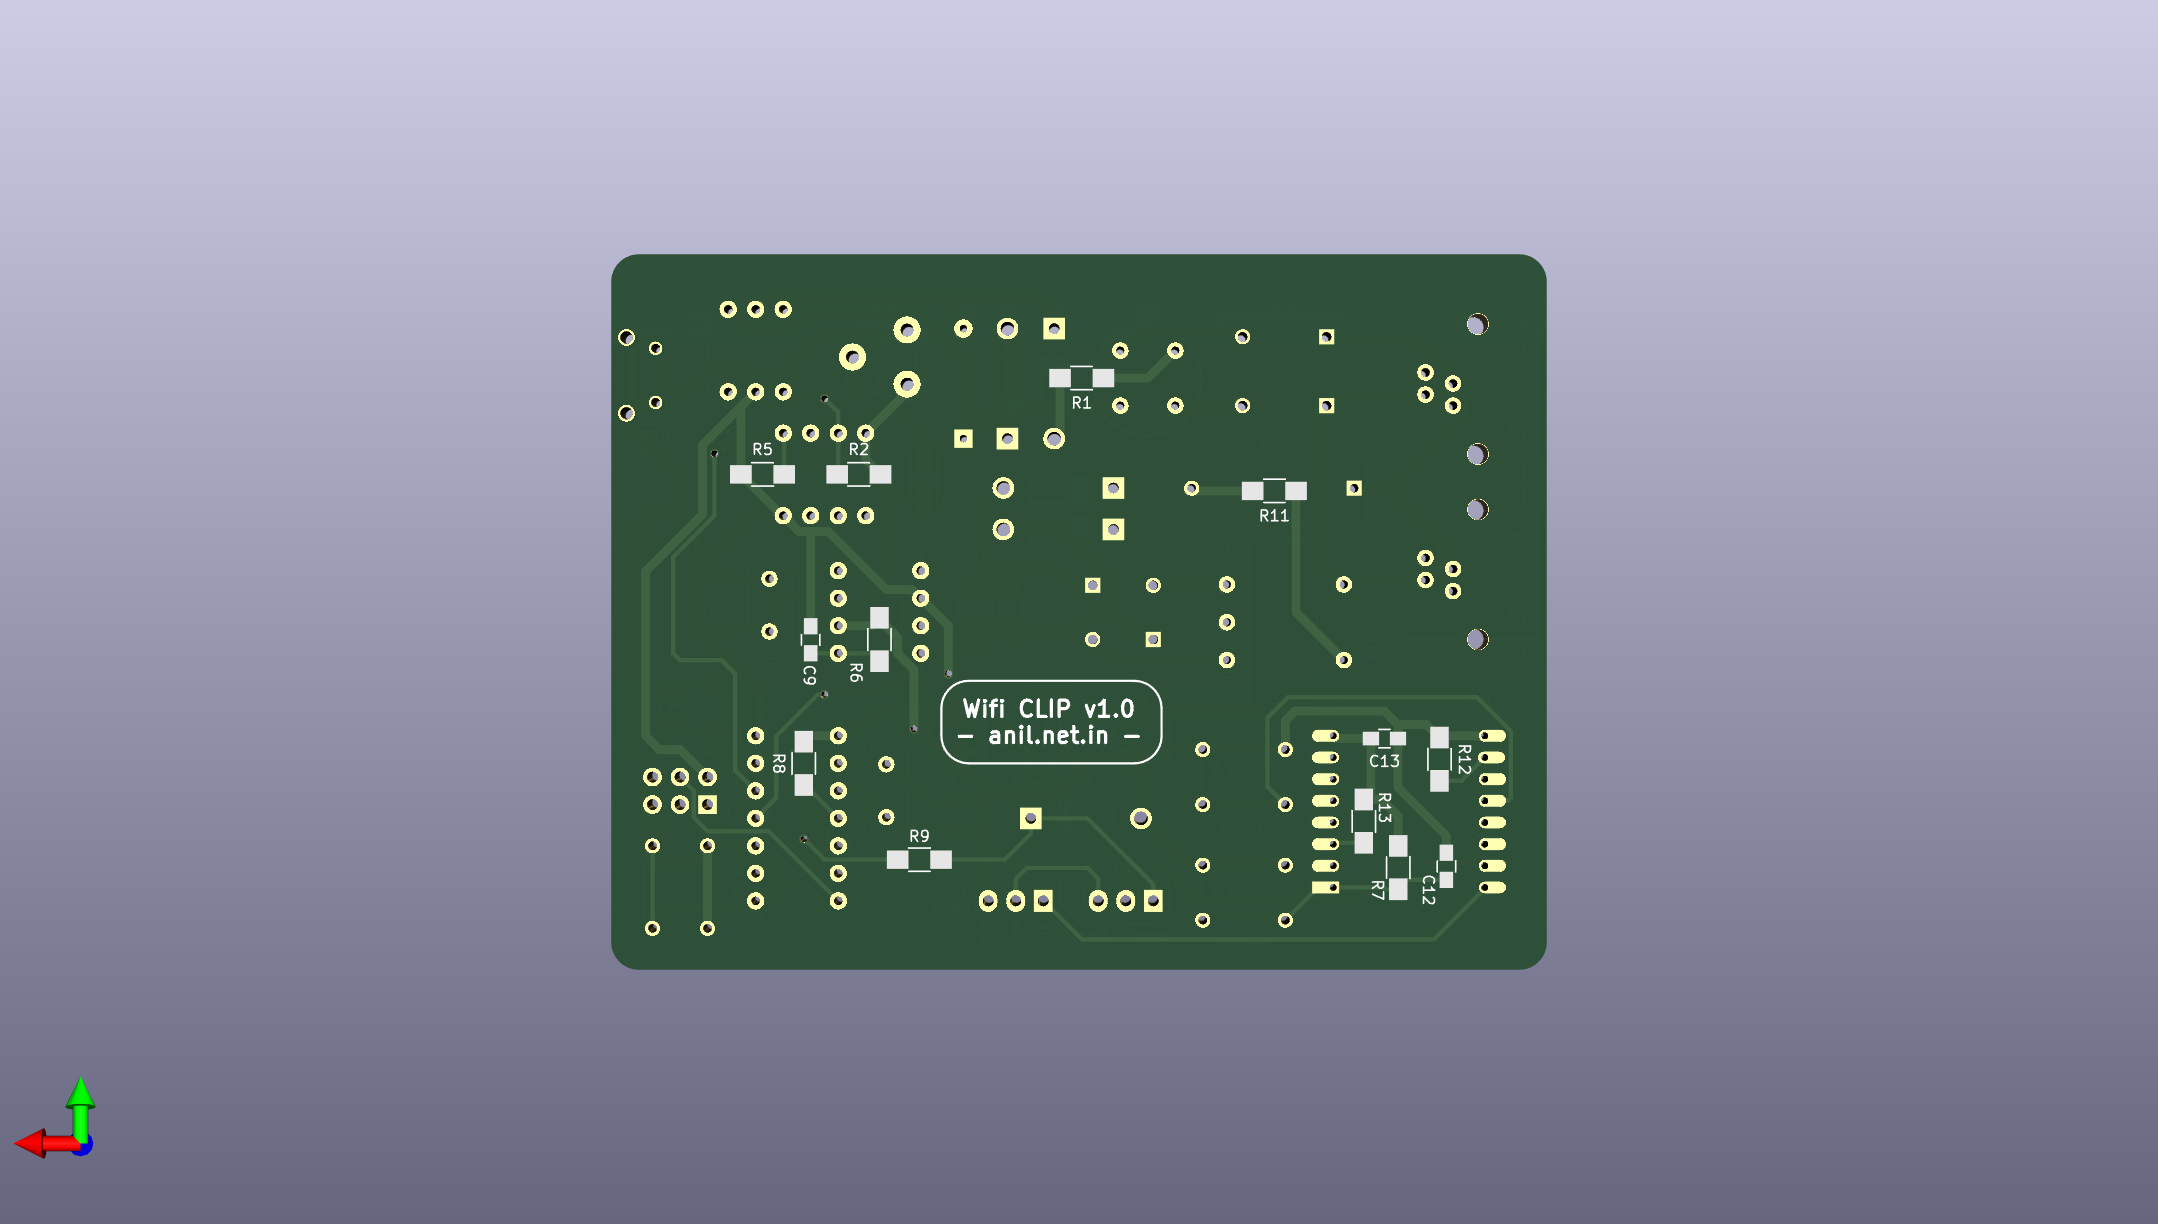 R1
R5
R2
R11
C9
R6
Wifi CLIP v1.0
— anil.net.in —
R8
C13
R12
R13
R9
R7
C12